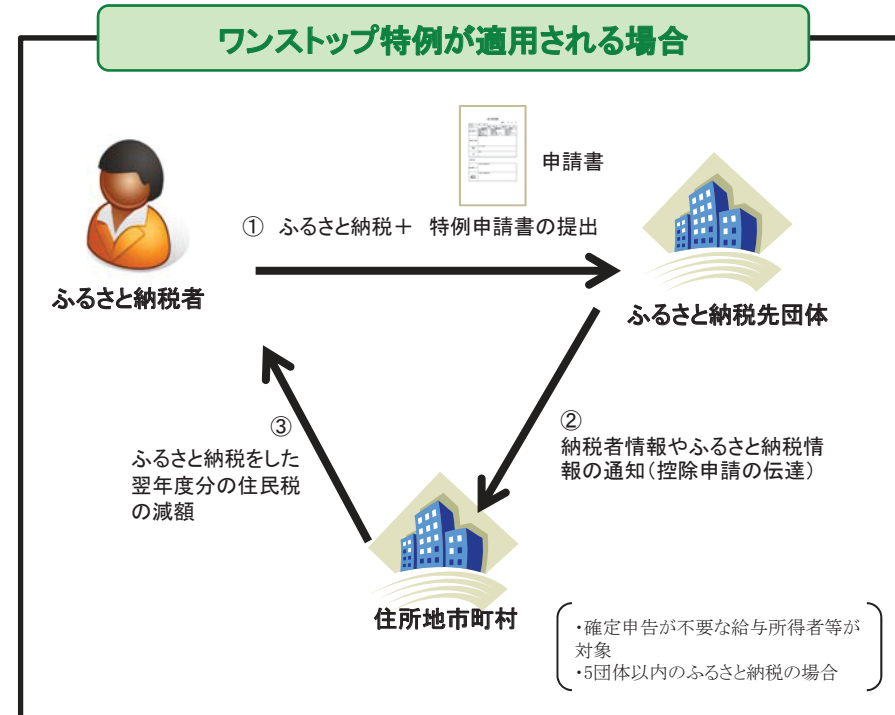 ワンストップ特例が適用される場合
申請書
① ふるさと納税＋ 特例申請書の提出
ふるさと納税者
ふるさと納税先団体
②
納税者情報やふるさと納税情
報の通知（控除申請の伝達）
③
ふるさと納税をした
翌年度分の住民税
の減額
住所地市町村
・確定申告が不要な給与所得者等が
対象
・5団体以内のふるさと納税の場合